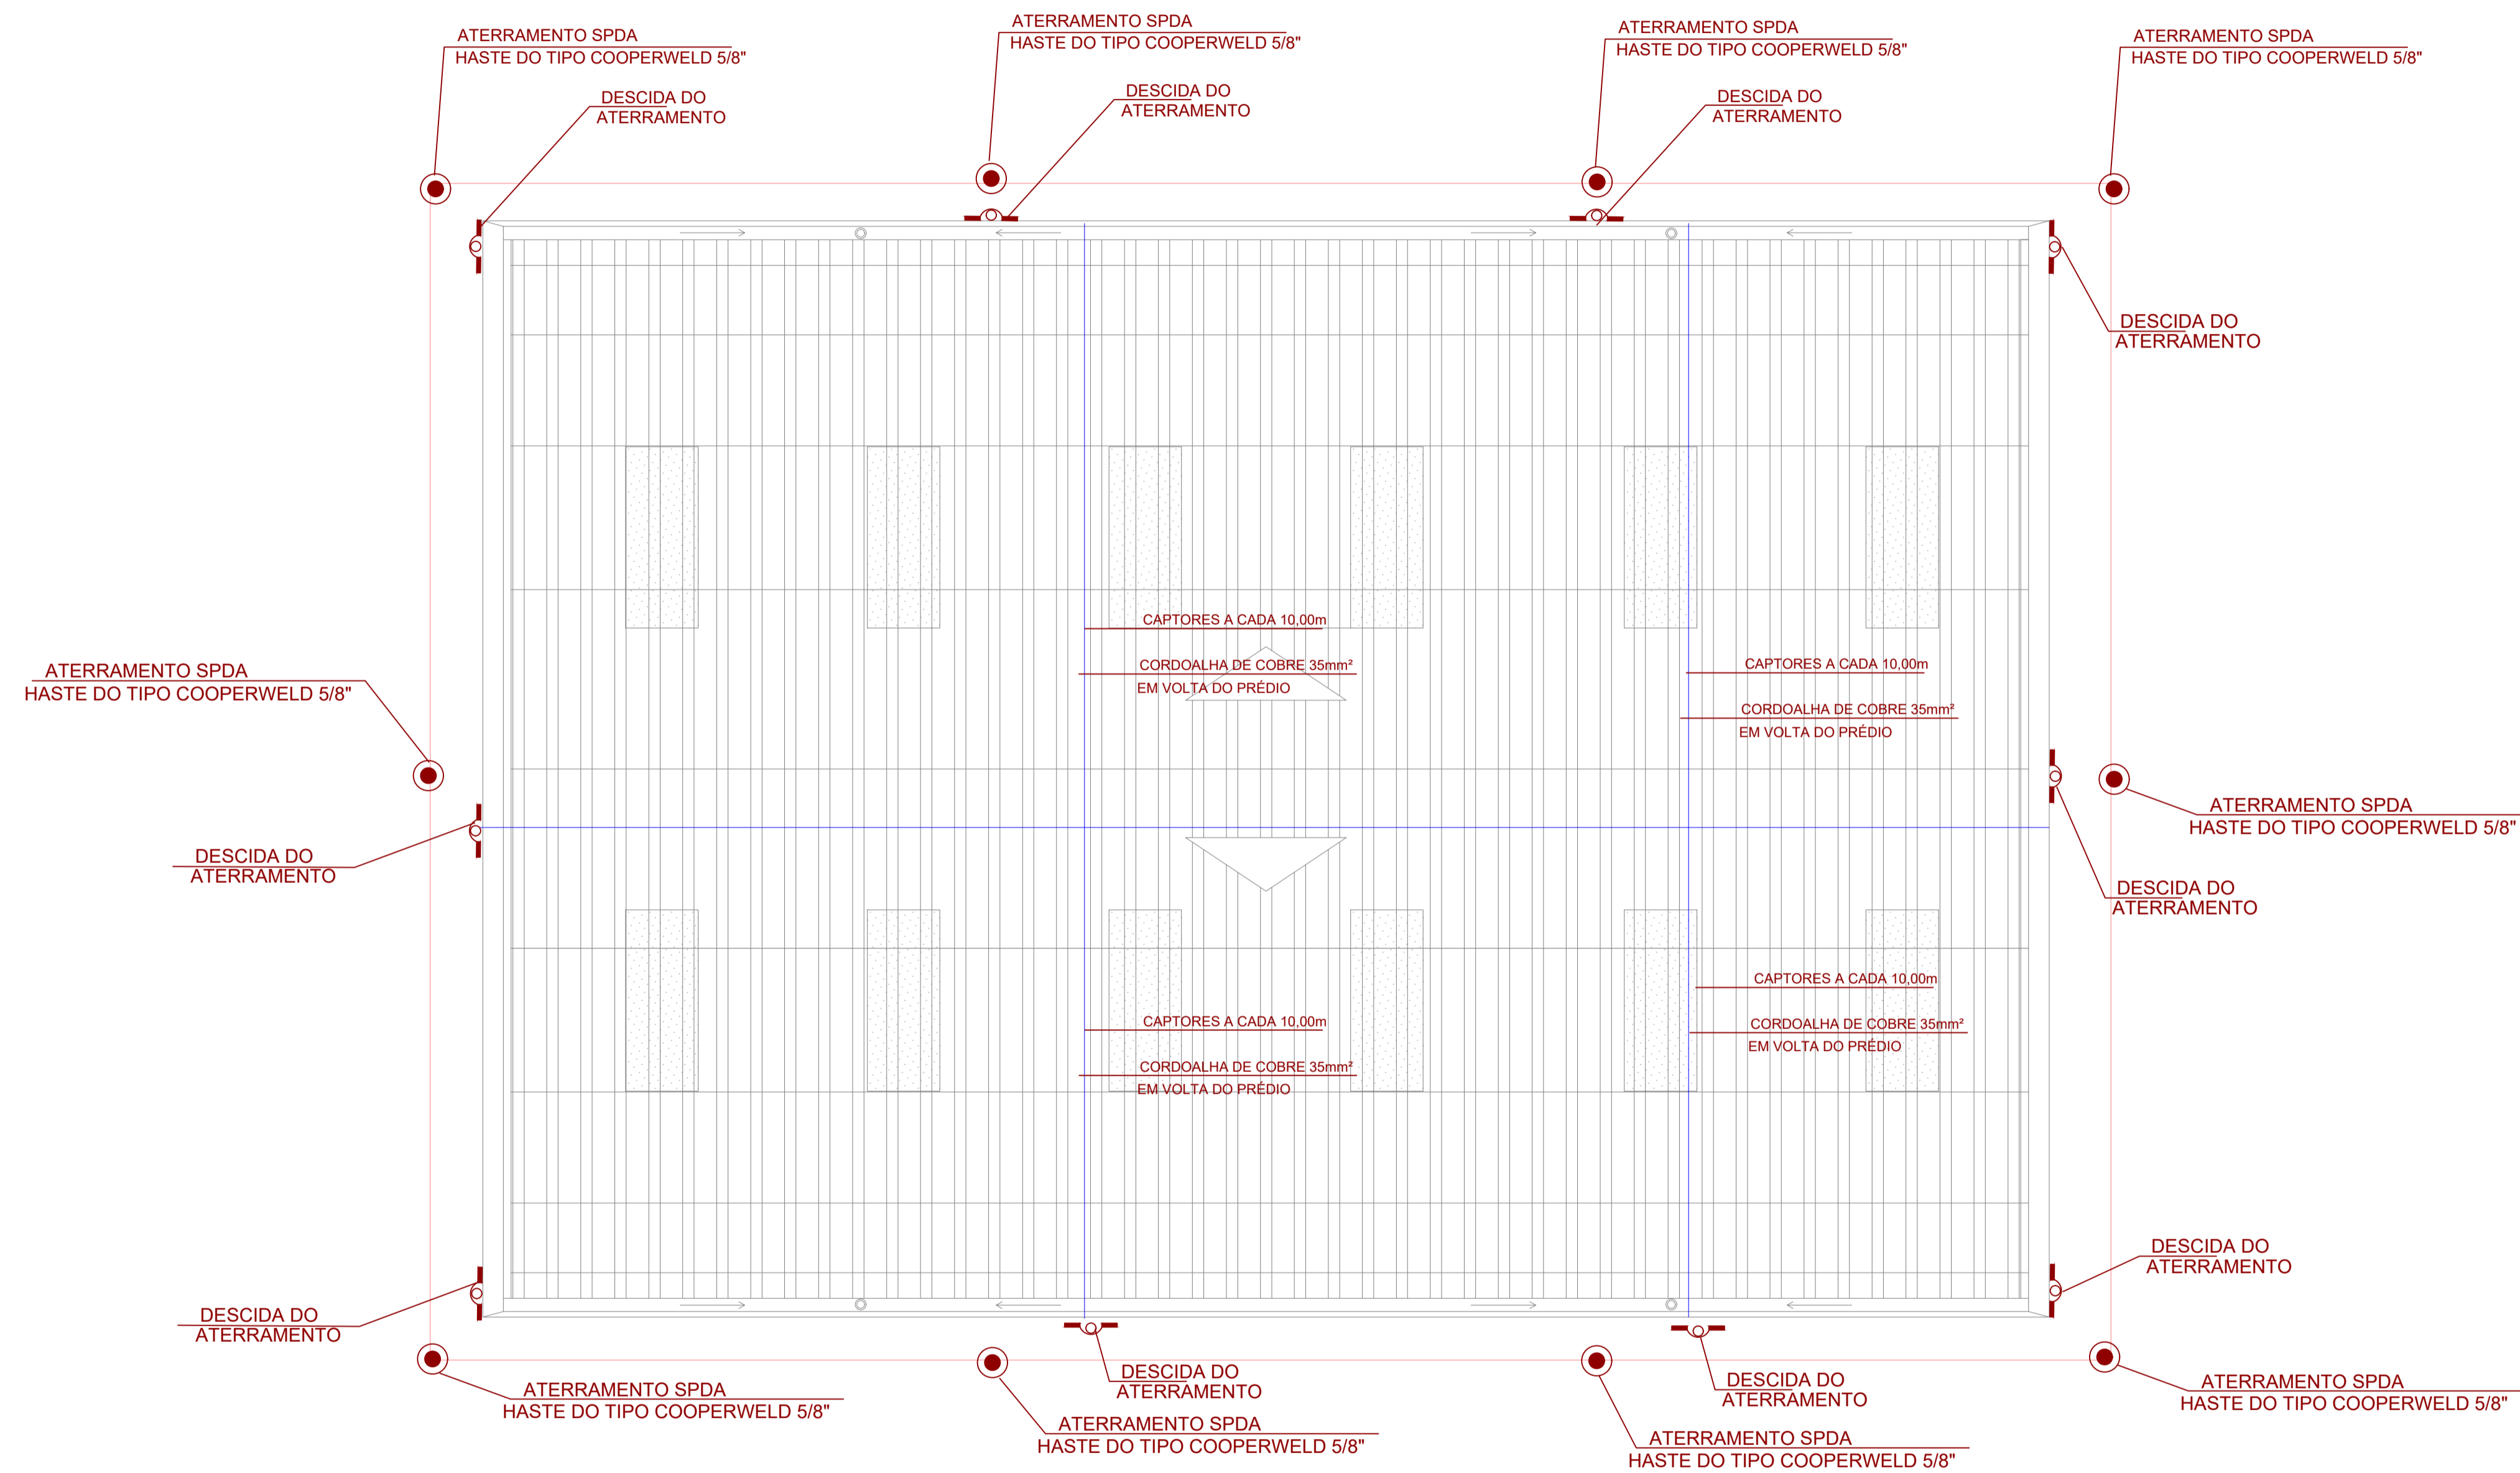 ATERRAMENTO SPDA
HASTE DO TIPO COOPERWELD 5/8"
ATERRAMENTO SPDA
HASTE DO TIPO COOPERWELD 5/8"
ATERRAMENTO SPDA
HASTE DO TIPO COOPERWELD 5/8"
ATERRAMENTO SPDA
HASTE DO TIPO COOPERWELD 5/8"
DESCIDA DO
ATERRAMENTO
DESCIDA DO
ATERRAMENTO
DESCIDA DO
ATERRAMENTO
DESCIDA DO
ATERRAMENTO
CAPTORES A CADA 10,00m
CORDOALHA DE COBRE 35mm²
EM VOLTA DO PRÉDIO
CAPTORES A CADA 10,00m
CORDOALHA DE COBRE 35mm²
EM VOLTA DO PRÉDIO
ATERRAMENTO SPDA
HASTE DO TIPO COOPERWELD 5/8"
ATERRAMENTO SPDA
HASTE DO TIPO COOPERWELD 5/8"
DESCIDA DO
ATERRAMENTO
DESCIDA DO
ATERRAMENTO
CAPTORES A CADA 10,00m
CORDOALHA DE COBRE 35mm²
EM VOLTA DO PRÉDIO
CAPTORES A CADA 10,00m
CORDOALHA DE COBRE 35mm²
EM VOLTA DO PRÉDIO
DESCIDA DO
ATERRAMENTO
DESCIDA DO
ATERRAMENTO
DESCIDA DO
ATERRAMENTO
DESCIDA DO
ATERRAMENTO
ATERRAMENTO SPDA
HASTE DO TIPO COOPERWELD 5/8"
ATERRAMENTO SPDA
HASTE DO TIPO COOPERWELD 5/8"
ATERRAMENTO SPDA
HASTE DO TIPO COOPERWELD 5/8"
ATERRAMENTO SPDA
HASTE DO TIPO COOPERWELD 5/8"